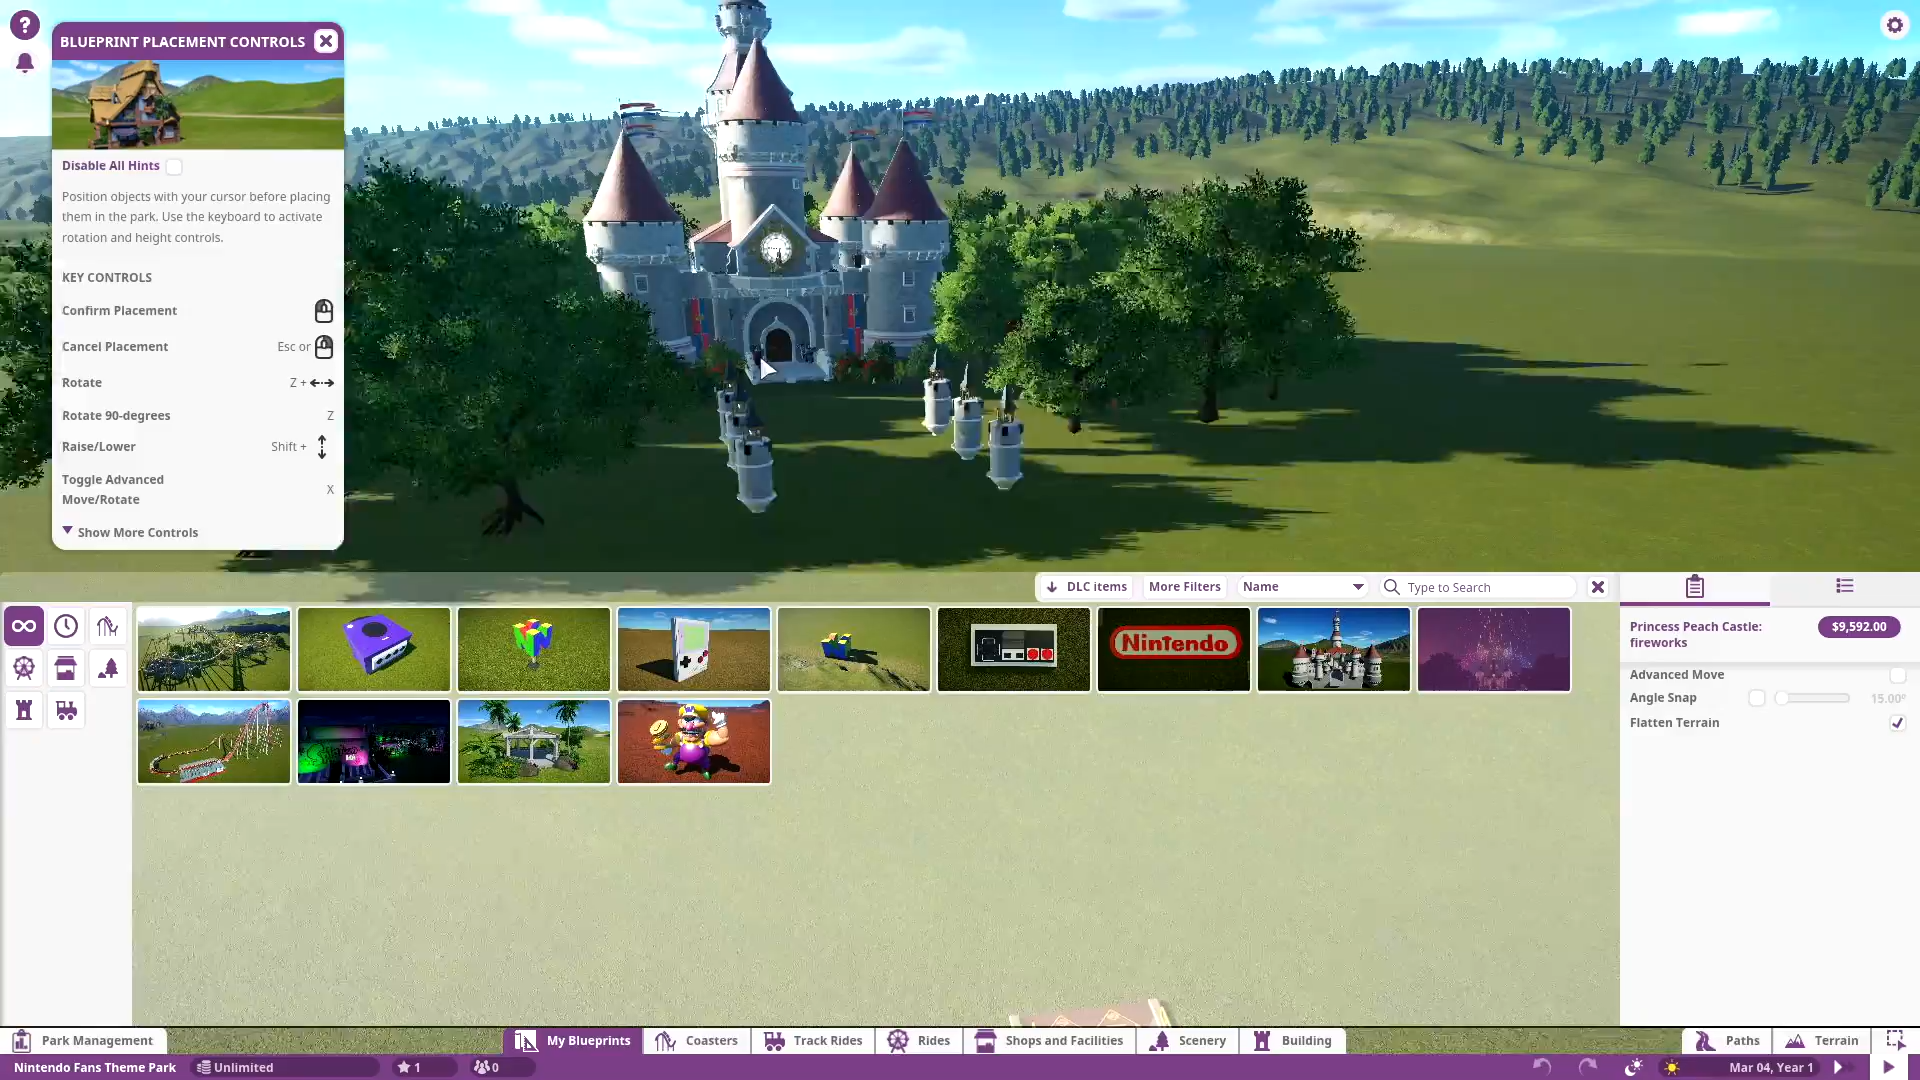 ?
BLUEPRINT PLACEMENT CONTROLS
Disable All Hints
Position objects with your cursor before placing
them in the park. Use the keyboard to activate
rotation and height controls.
KEY CONTROLS
Confirm Placement
Cancel Placement Esc or
Rotate Z +
Rotate 90-degrees Z
Raise/Lower Shift +
Toggle Advanced
Move/Rotate X
Show More Controls
DLC items More Filters Name Type to Search
Nintendo
Princess Peach Castle:
fireworks
$9,592.00
Advanced Move
Angle Snap 15.00°
Flatten Terrain
Park Management My Blueprints Coasters Track Rides Rides Shops and Facilities Scenery Building Paths Terrain
Nintendo Fans Theme Park Unlimited 1 0 Mar 04, Year 1